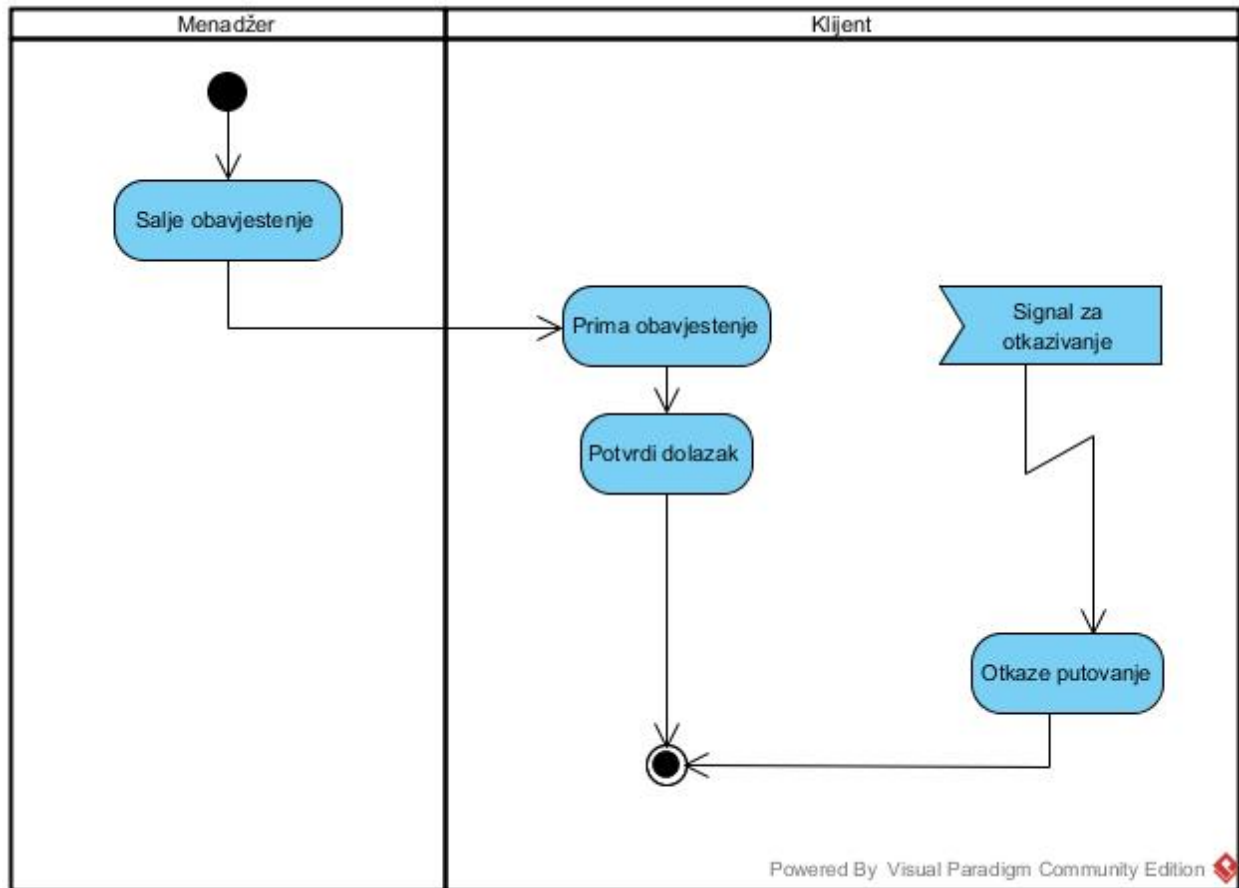 Menadžer
Klijent
Salje obavjestenje
Prima obavjestenje
Signal za
otkazivanje
Potvrdi dolazak
Otkaze putovanje
Powered By Visual Paradigm Community Edition